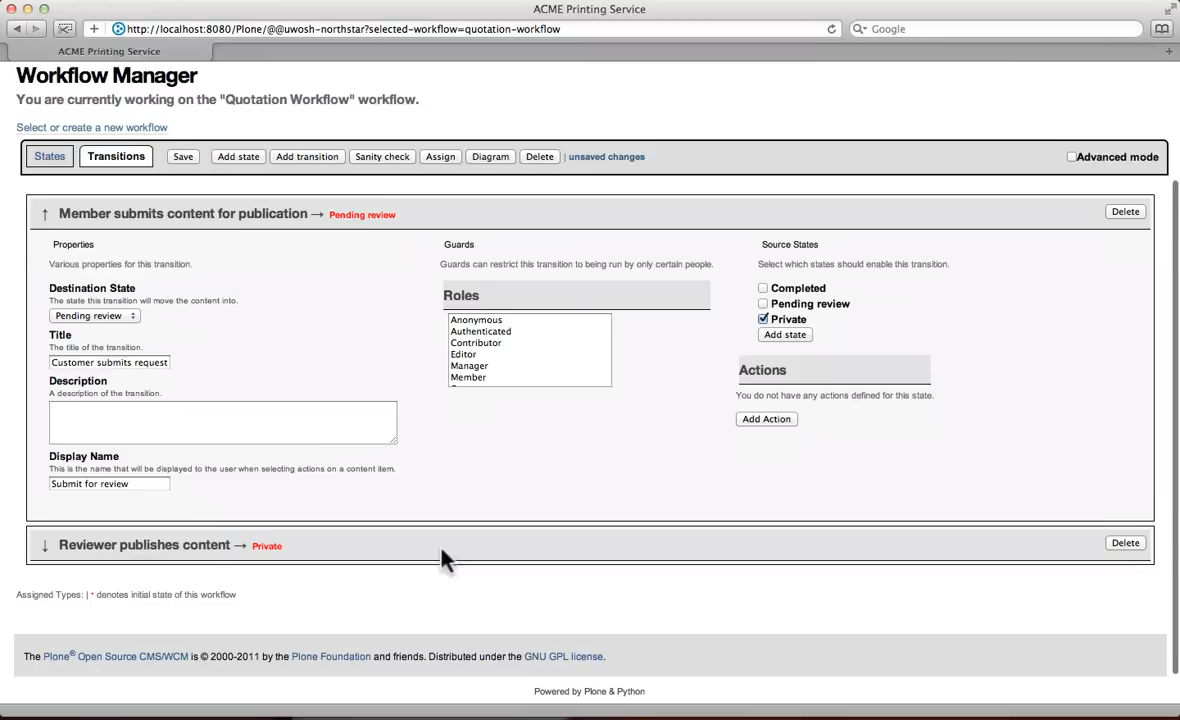 ACME Printing Service
http://localhost:8080/Plone/@@uwosh-northstar?selected-workflow=quotation-workflow
Google
ACME Printing Service
Workflow Manager
You are currently working on the "Quotation Workflow" workflow.
Select or create a new workflow
States Transitions Save Add state Add transition Sanity check Assign Diagram Delete | unsaved changes Advanced mode
↑ Member submits content for publication → Pending review Delete
Properties
Various properties for this transition.
Destination State
The state this transition will move the content into.
Pending review
Title
The title of the transition.
Customer submits request
Description
A description of the transition.
Display Name
This is the name that will be displayed to the user when selecting actions on a content item.
Submit for review
Guards
Guards can restrict this transition to being run by only certain people.
Roles
Anonymous
Authenticated
Contributor
Editor
Manager
Member
Source States
Select which states should enable this transition.
Completed
Pending review
Private
Add state
Actions
You do not have any actions defined for this state.
Add Action
↓ Reviewer publishes content → Private Delete
Assigned Types: | * denotes initial state of this workflow
The Plone® Open Source CMS/WCM is © 2000-2011 by the Plone Foundation and friends. Distributed under the GNU GPL license.
Powered by Plone & Python